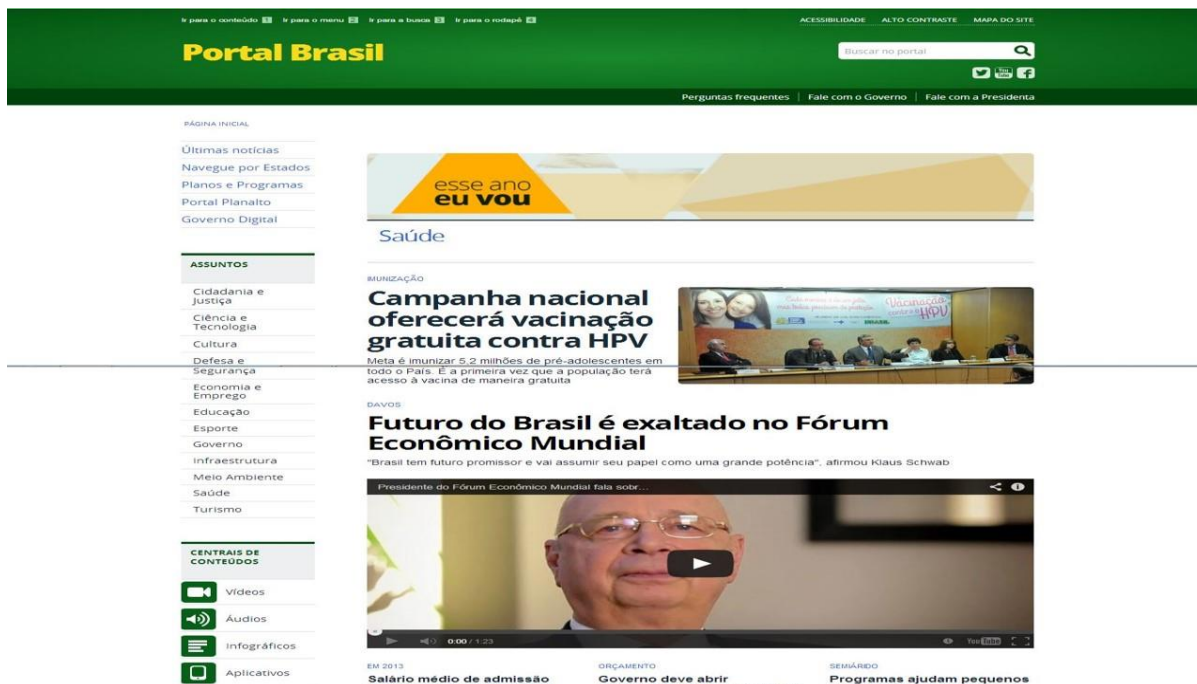 Ir para o conteúdo 1 Ir para o menu 2 Ir para a busca 3 Ir para o rodapé 4
ACESSIBILIDADE ALTO CONTRASTE MAPA DO SITE
Portal Brasil
Buscar no portal
Perguntas frequentes Fale com o Governo Fale com a Presidenta
PÁGINA INICIAL
Últimas notícias
Navegue por Estados
Planos e Programas
Portal Planalto
Governo Digital
ASSUNTOS
Cidadania e
Justiça
Ciência e
Tecnologia
Cultura
Defesa e
Segurança
Economia e
Emprego
Educação
Esporte
Governo
Infraestrutura
Meio Ambiente
Saúde
Turismo
CENTRAIS DE
CONTEÚDOS
Vídeos
Áudios
Infográficos
Aplicativos
esse ano
eu vou
Saúde
IMUNIZAÇÃO
Campanha nacional
oferecerá vacinação
gratuita contra HPV
Meta é imunizar 5,2 milhões de pré-adolescentes em
todo o País. É a primeira vez que a população terá
acesso à vacina de maneira gratuita
Vacinação
contra HPV
BRASIL
DAVOS
Futuro do Brasil é exaltado no Fórum
Econômico Mundial
"Brasil tem futuro promissor e vai assumir seu papel como uma grande potência", afirmou Klaus Schwab
Presidente do Fórum Econômico Mundial fala sobr...
0:00 / 1:23
YouTube
EM 2013
Salário médio de admissão
ORÇAMENTO
Governo deve abrir
SEMIÁRIDO
Programas ajudam pequenos